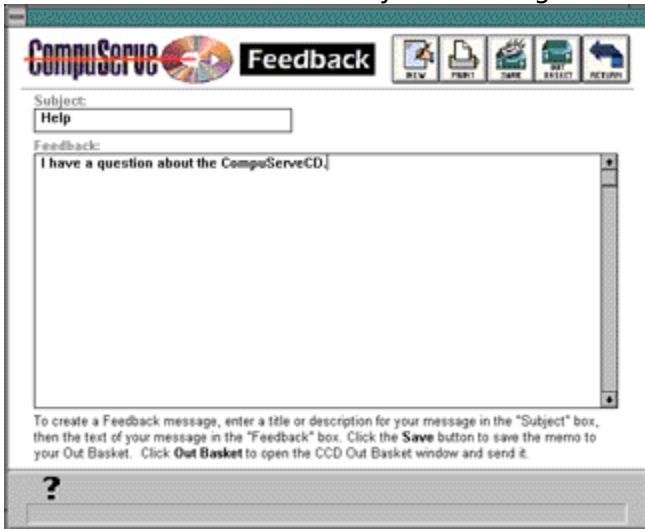 CompuServe Feedback
NEW PRINT SAVE OUT BASKET RETURN
Subject:
Help
Feedback:
I have a question about the CompuServeCD.
To create a Feedback message, enter a title or description for your message in the "Subject" box,
then the text of your message in the "Feedback" box. Click the Save button to save the memo to
your Out Basket. Click Out Basket to open the CCD Out Basket window and send it.
?